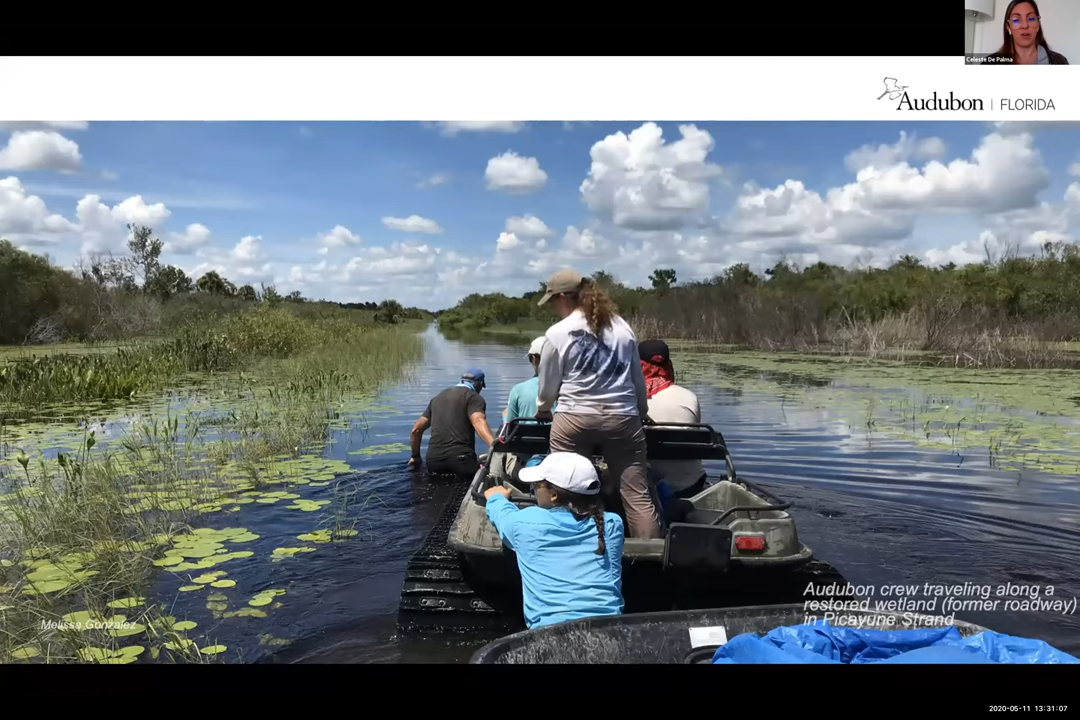 Celeste De Palma
Audubon | FLORIDA
Audubon crew traveling along a
restored wetland (former roadway)
in Picayune Strand
Melissa Gonzalez
2020-05-11 13:31:07